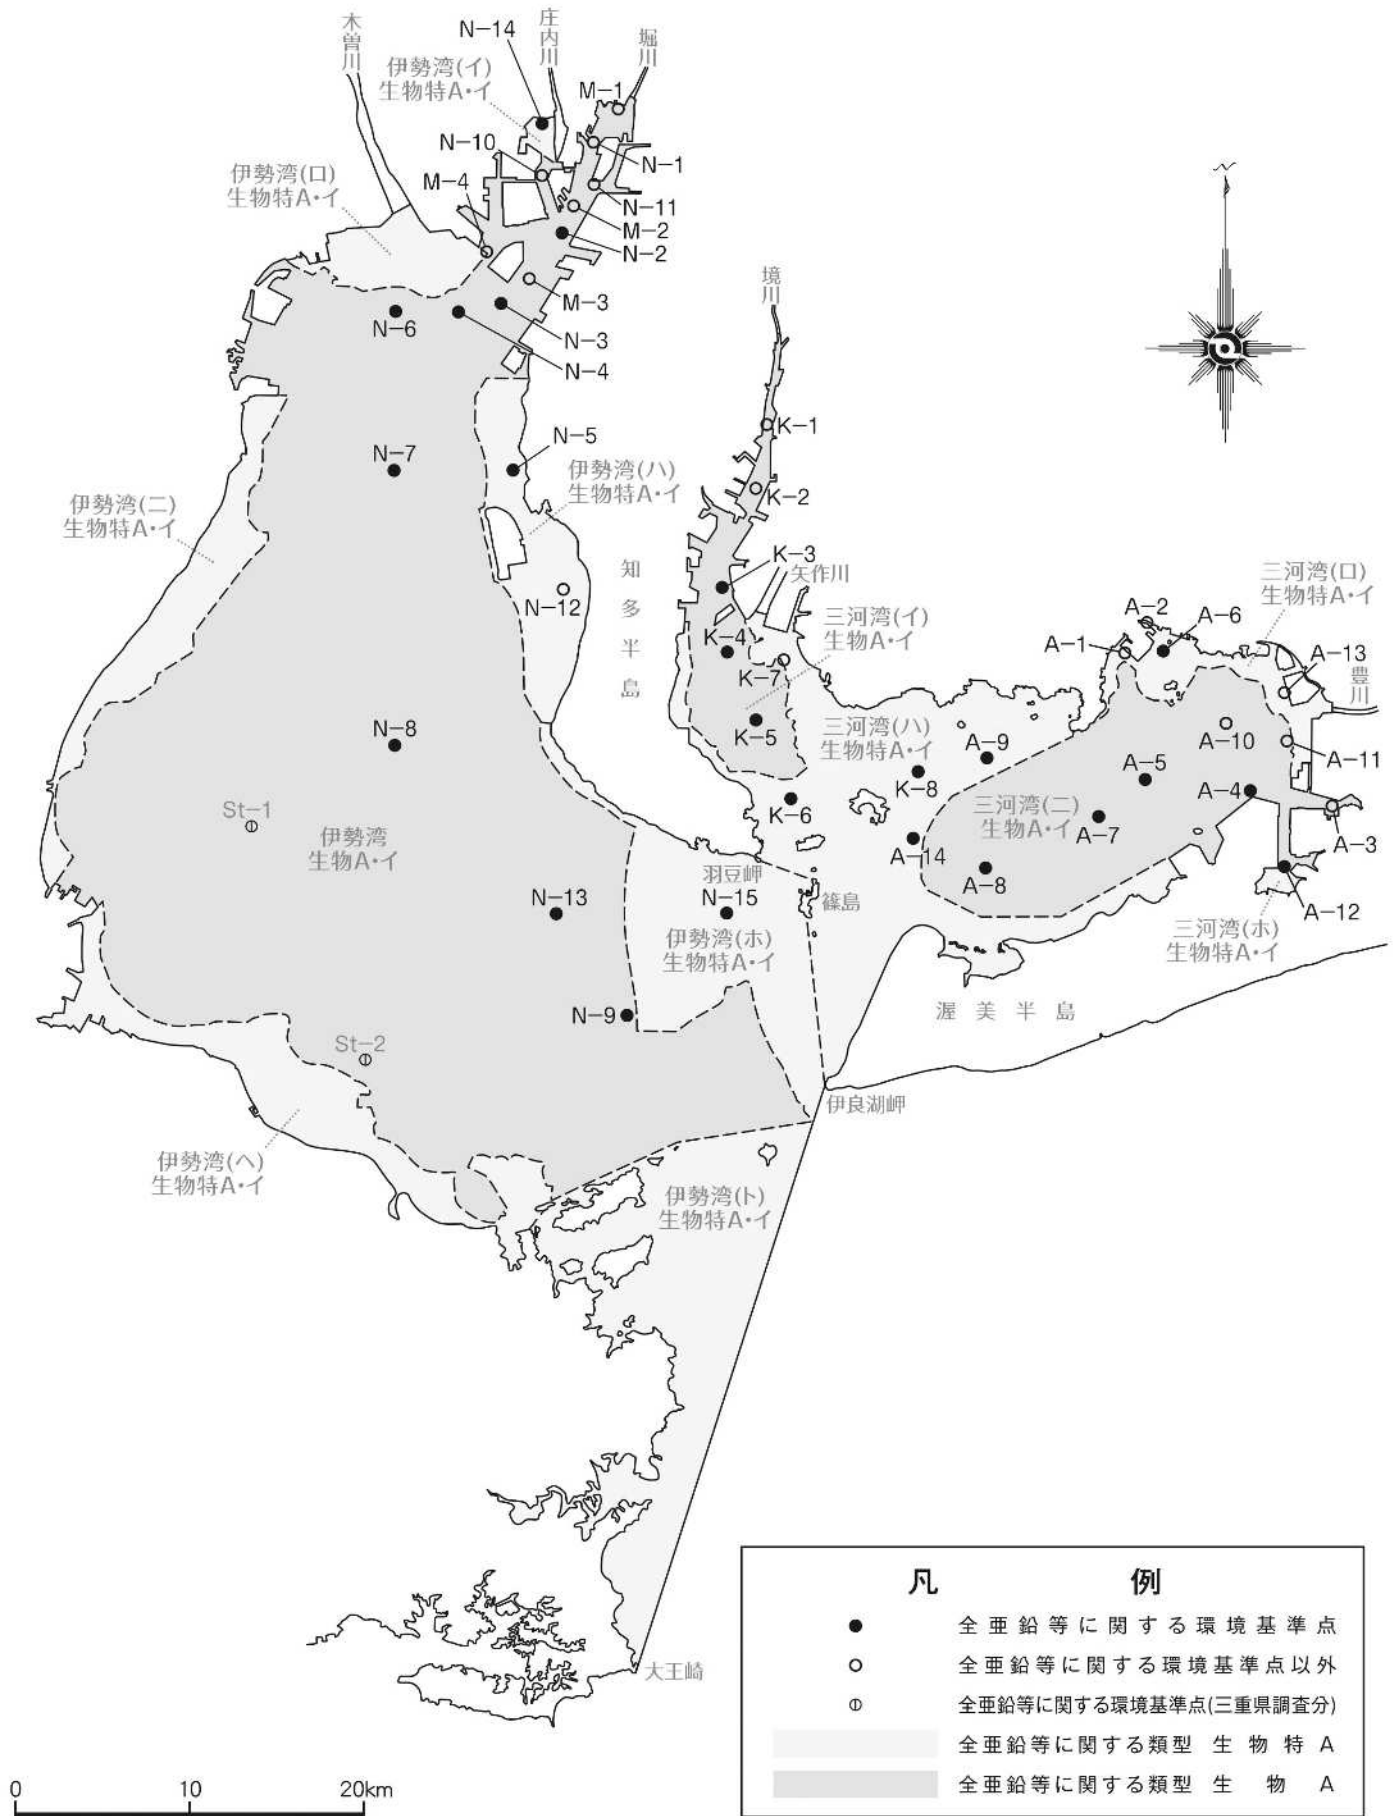 木曽川
庄内川
堀川
N-14
伊勢湾(イ)
生物特A・イ
M-1
N-10
N-1
伊勢湾(ロ)
生物特A・イ
M-4
N-11
M-2
N-2
M-3
N-6
N-3
N-4
境川
K-1
N-7
N-5
伊勢湾(ハ)
生物特A・イ
K-2
伊勢湾(ニ)
生物特A・イ
知多半島
N-12
K-3
矢作川
三河湾(イ)
生物A・イ
K-4
K-7
K-5
三河湾(ロ)
生物特A・イ
A-2
A-6
A-1
A-13
豊川
N-8
三河湾(ハ)
生物特A・イ
A-9
A-10
A-11
K-8
A-5
A-4
K-6
三河湾(ニ)
生物A・イ
A-7
A-3
St-1
伊勢湾
生物A・イ
A-14
A-8
羽豆岬
N-13
N-15
篠島
A-12
伊勢湾(ホ)
生物特A・イ
三河湾(ホ)
生物特A・イ
N-9
渥美半島
St-2
伊良湖岬
伊勢湾(ヘ)
生物特A・イ
伊勢湾(ト)
生物特A・イ
大王崎
凡例
全亜鉛等に関する環境基準点
全亜鉛等に関する環境基準点以外
全亜鉛等に関する環境基準点(三重県調査分)
全亜鉛等に関する類型 生物特A
全亜鉛等に関する類型 生物A
0 10 20km